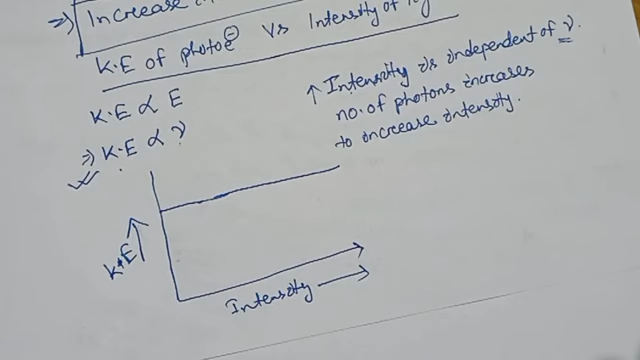 ⇒) Increase
K.E of photoe⁻ Vs Intensity of
K.E ∝ E
⇒) K.E ∝ ν
↑ Intensity is independent of ν.
no. of photons increases
to increase intensity.
K.E
Intensity